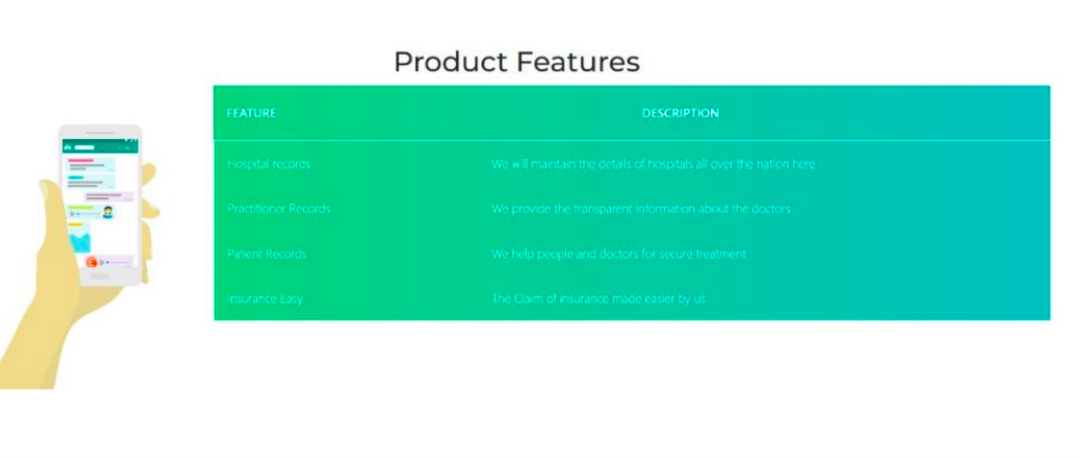 Product Features
FEATURE DESCRIPTION
Hospital records We will maintain the details of hospitals all over the nation here
Practitioner Records We provide the transparent information about the doctors
Patient Records We help people and doctors for secure treatment
Insurance Easy The Claim of insurance made easier by us